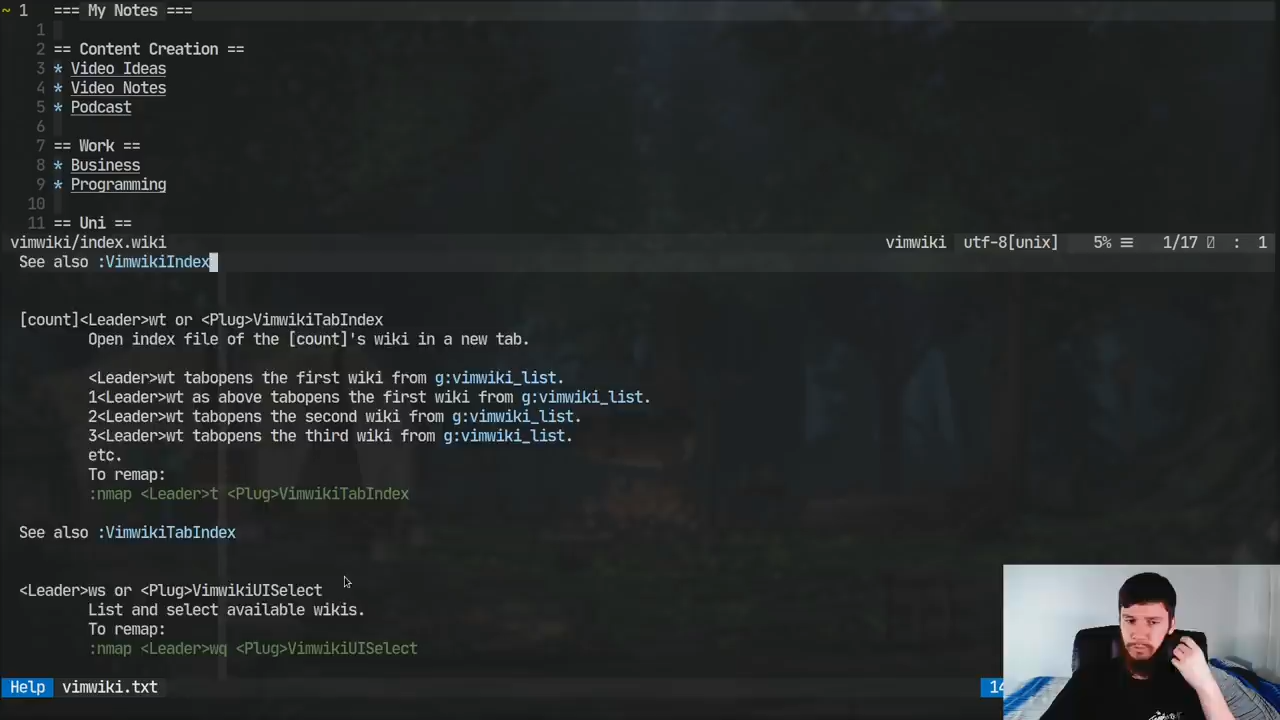 ~ 1 === My Notes ===
1
2 == Content Creation ==
3 * Video Ideas
4 * Video Notes
5 * Podcast
6
7 == Work ==
8 * Business
9 * Programming
10
11 == Uni ==
vimwiki/index.wiki vimwiki utf-8[unix] 5% ☰ 1/17 : 1
See also :VimwikiIndex
[count]<Leader>wt or <Plug>VimwikiTabIndex
Open index file of the [count]'s wiki in a new tab.
<Leader>wt tabopens the first wiki from g:vimwiki_list.
1<Leader>wt as above tabopens the first wiki from g:vimwiki_list.
2<Leader>wt tabopens the second wiki from g:vimwiki_list.
3<Leader>wt tabopens the third wiki from g:vimwiki_list.
etc.
To remap:
:nmap <Leader>t <Plug>VimwikiTabIndex
See also :VimwikiTabIndex
<Leader>ws or <Plug>VimwikiUISelect
List and select available wikis.
To remap:
:nmap <Leader>wq <Plug>VimwikiUISelect
Help vimwiki.txt 14